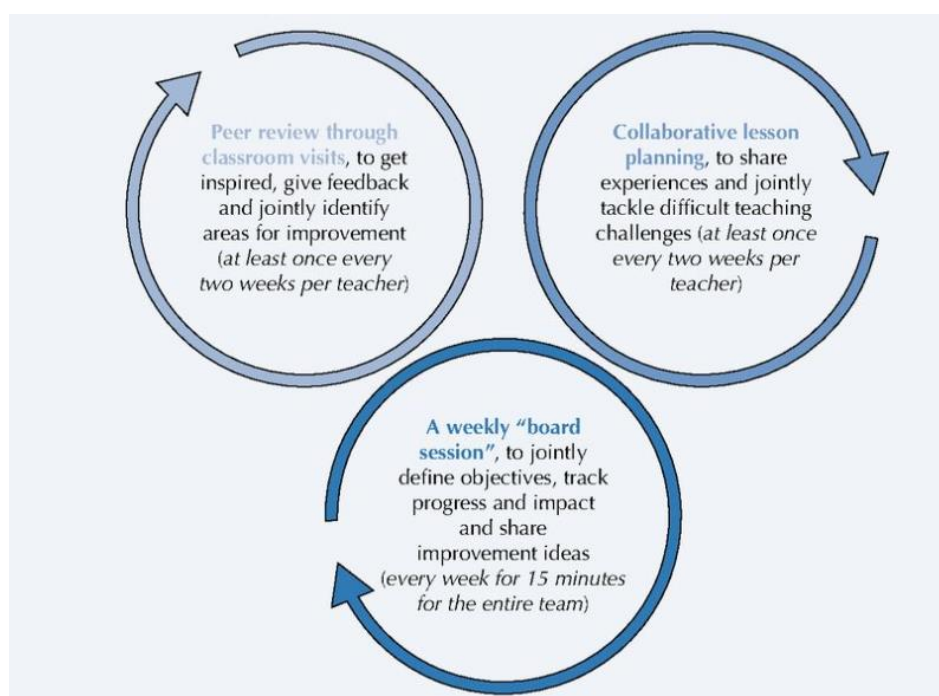 Peer review through
classroom visits, to get
inspired, give feedback
and jointly identify
areas for improvement
(at least once every
two weeks per teacher)
Collaborative lesson
planning, to share
experiences and jointly
tackle difficult teaching
challenges (at least once
every two weeks per
teacher)
A weekly “board
session”, to jointly
define objectives, track
progress and impact
and share
improvement ideas
(every week for 15 minutes
for the entire team)